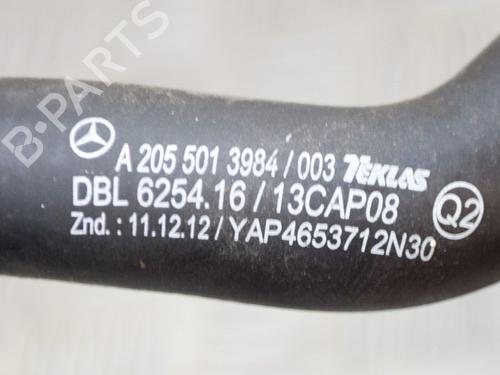 B-PARTS
A 205 501 3984 / 003 TEKLAS
DBL 6254.16 / 13CAP08 Q2
Znd. : 11.12.12 / YAP4653712N30